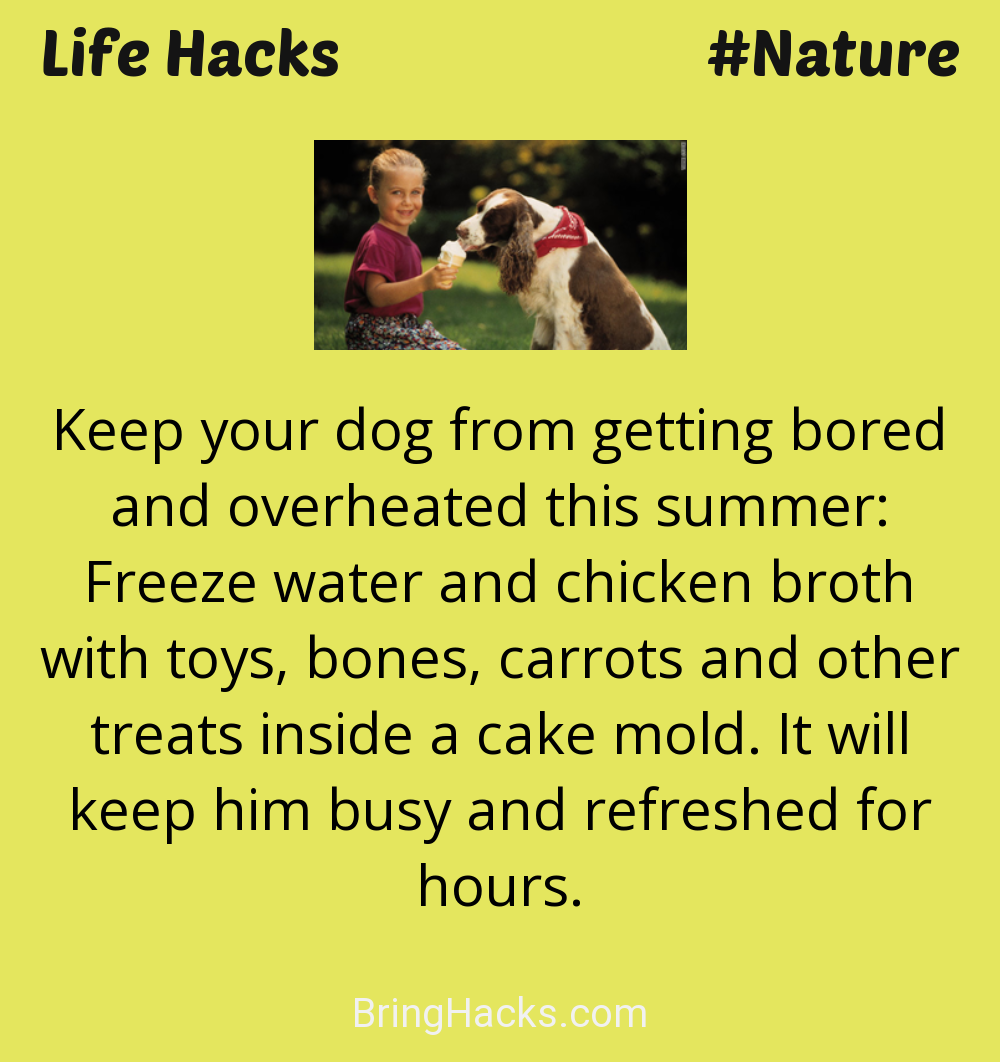 Life Hacks
#Nature
Keep your dog from getting bored
and overheated this summer:
Freeze water and chicken broth
with toys, bones, carrots and other
treats inside a cake mold. It will
keep him busy and refreshed for
hours.
BringHacks.com